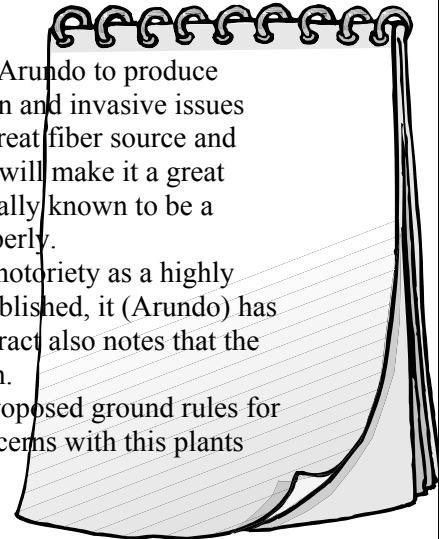 Arundo to produce
n and invasive issues
reat fiber source and
will make it a great
ally known to be a
perly.
notoriety as a highly
blished, it (Arundo) has
ract also notes that the
n.
roposed ground rules for
cerns with this plants